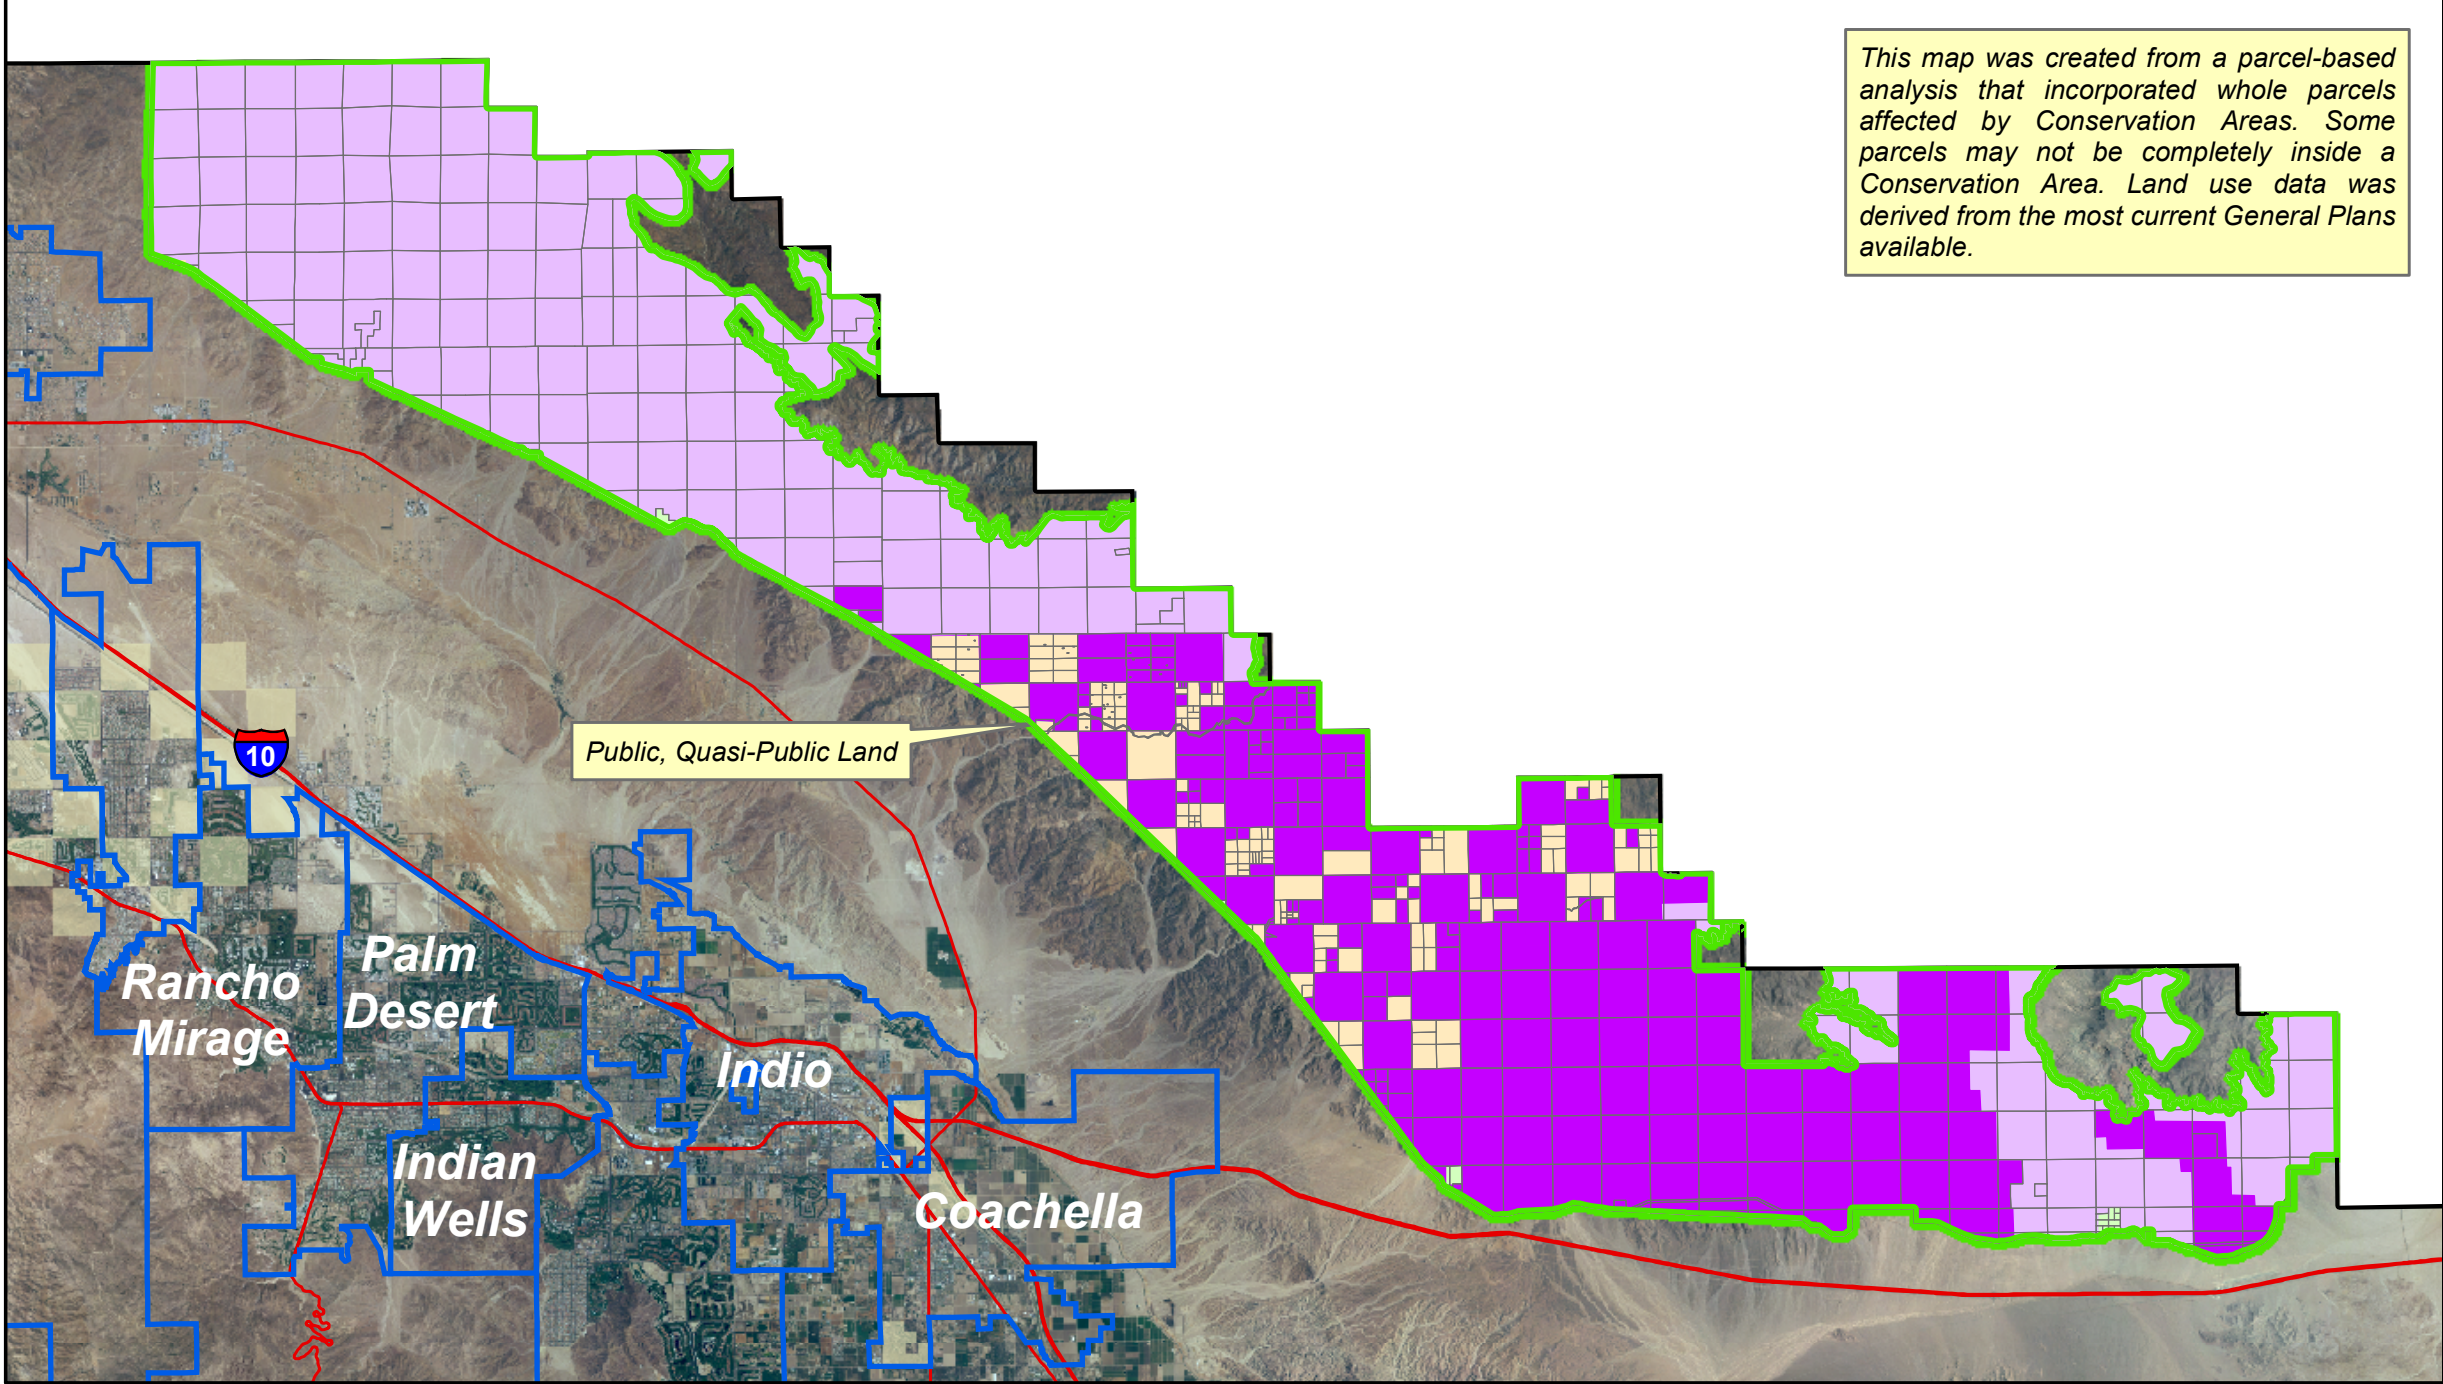 This map was created from a parcel-based
analysis that incorporated whole parcels
affected by Conservation Areas. Some
parcels may not be completely inside a
Conservation Area. Land use data was
derived from the most current General Plans
available.
Public, Quasi-Public Land
10
Palm
Desert
Rancho
Mirage
Indio
Indian
Wells
Coachella